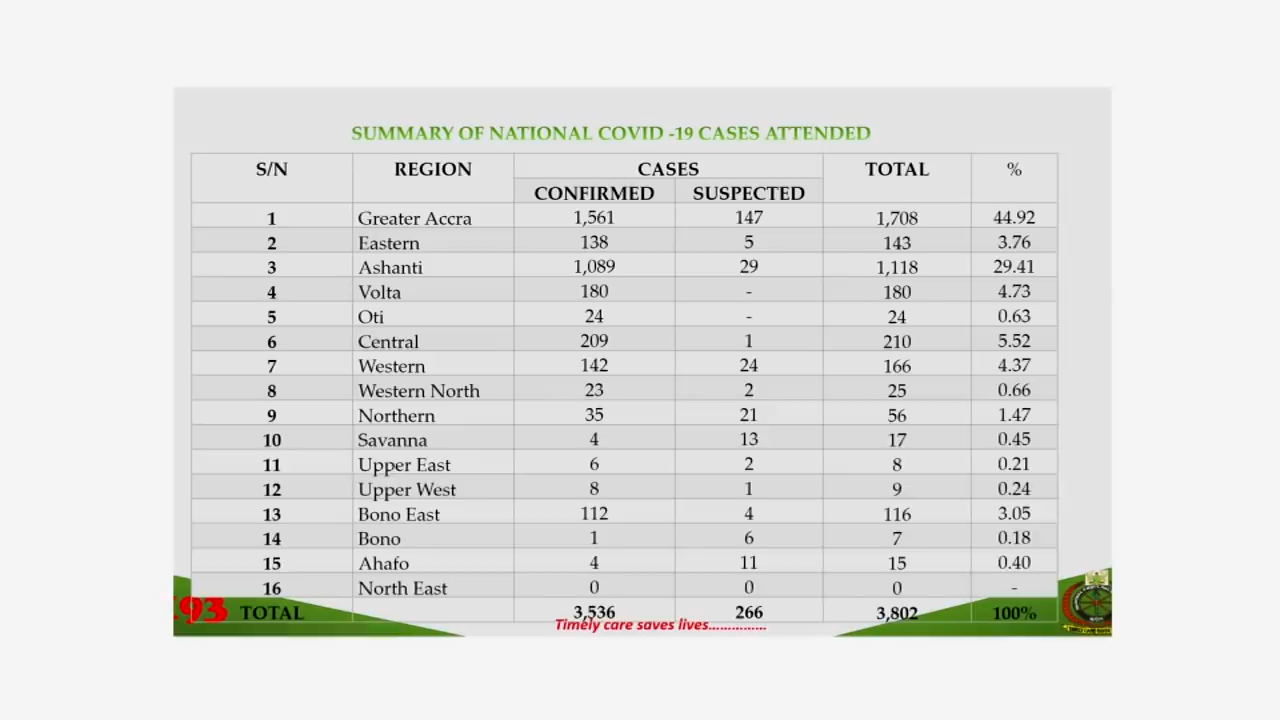 SUMMARY OF NATIONAL COVID -19 CASES ATTENDED
S/N REGION CASES TOTAL %
CONFIRMED SUSPECTED
1 Greater Accra 1,561 147 1,708 44.92
2 Eastern 138 5 143 3.76
3 Ashanti 1,089 29 1,118 29.41
4 Volta 180 - 180 4.73
5 Oti 24 - 24 0.63
6 Central 209 1 210 5.52
7 Western 142 24 166 4.37
8 Western North 23 2 25 0.66
9 Northern 35 21 56 1.47
10 Savanna 4 13 17 0.45
11 Upper East 6 2 8 0.21
12 Upper West 8 1 9 0.24
13 Bono East 112 4 116 3.05
14 Bono 1 6 7 0.18
15 Ahafo 4 11 15 0.40
16 North East 0 0 0 -
193 TOTAL 3,536 266 3,802 100%
Timely care saves lives...............